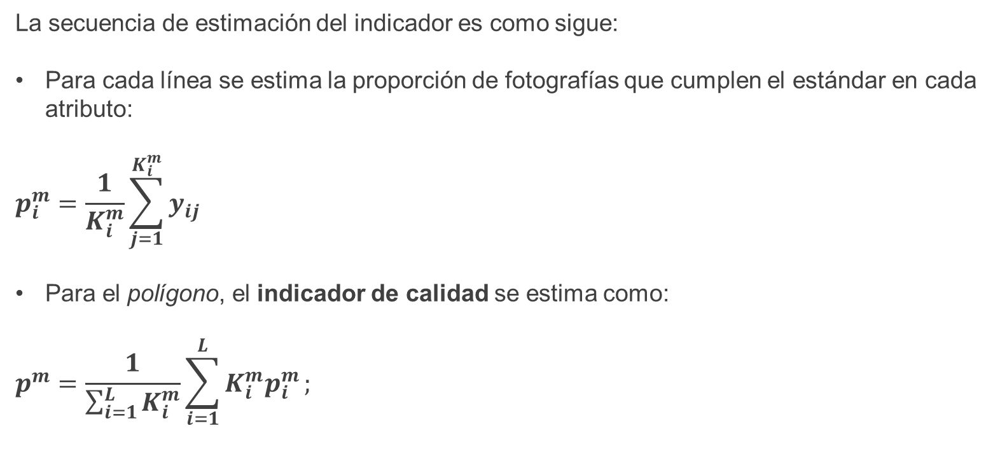 La secuencia de estimación del indicador es como sigue:
• Para cada línea se estima la proporción de fotografías que cumplen el estándar en cada
atributo:
$p_i^m = \frac{1}{K_i^m} \sum_{j=1}^{K_i^m} y_{ij}$
• Para el polígono, el indicador de calidad se estima como:
$p^m = \frac{1}{\sum_{i=1}^{L} K_i^m} \sum_{i=1}^{L} K_i^m p_i^m ;$